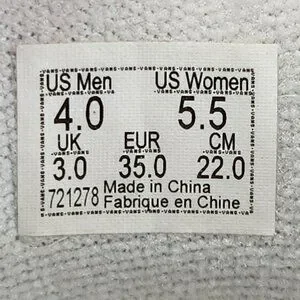 US Men US Women
4.0 5.5
UK EUR CM
3.0 35.0 22.0
721278 Made in China
Fabrique en Chine